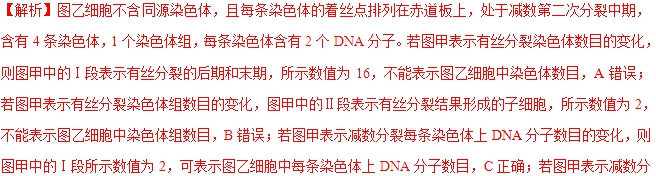 【解析】图乙细胞不含同源染色体，且每条染色体的着丝点排列在赤道板上，处于减数第二次分裂中期，
含有 4 条染色体，1 个染色体组，每条染色体含有 2 个 DNA 分子。若图甲表示有丝分裂染色体数目的变化，
则图甲中的Ⅰ段表示有丝分裂的后期和末期，所示数值为 16，不能表示图乙细胞中染色体数目，A 错误；
若图甲表示有丝分裂染色体组数目的变化，图甲中的Ⅱ段表示有丝分裂结果形成的子细胞，所示数值为 2，
不能表示图乙细胞中染色体组数目，B 错误；若图甲表示减数分裂每条染色体上 DNA 分子数目的变化，则
图甲中的Ⅰ段所示数值为 2，可表示图乙细胞中每条染色体上 DNA 分子数目，C 正确；若图甲表示减数分